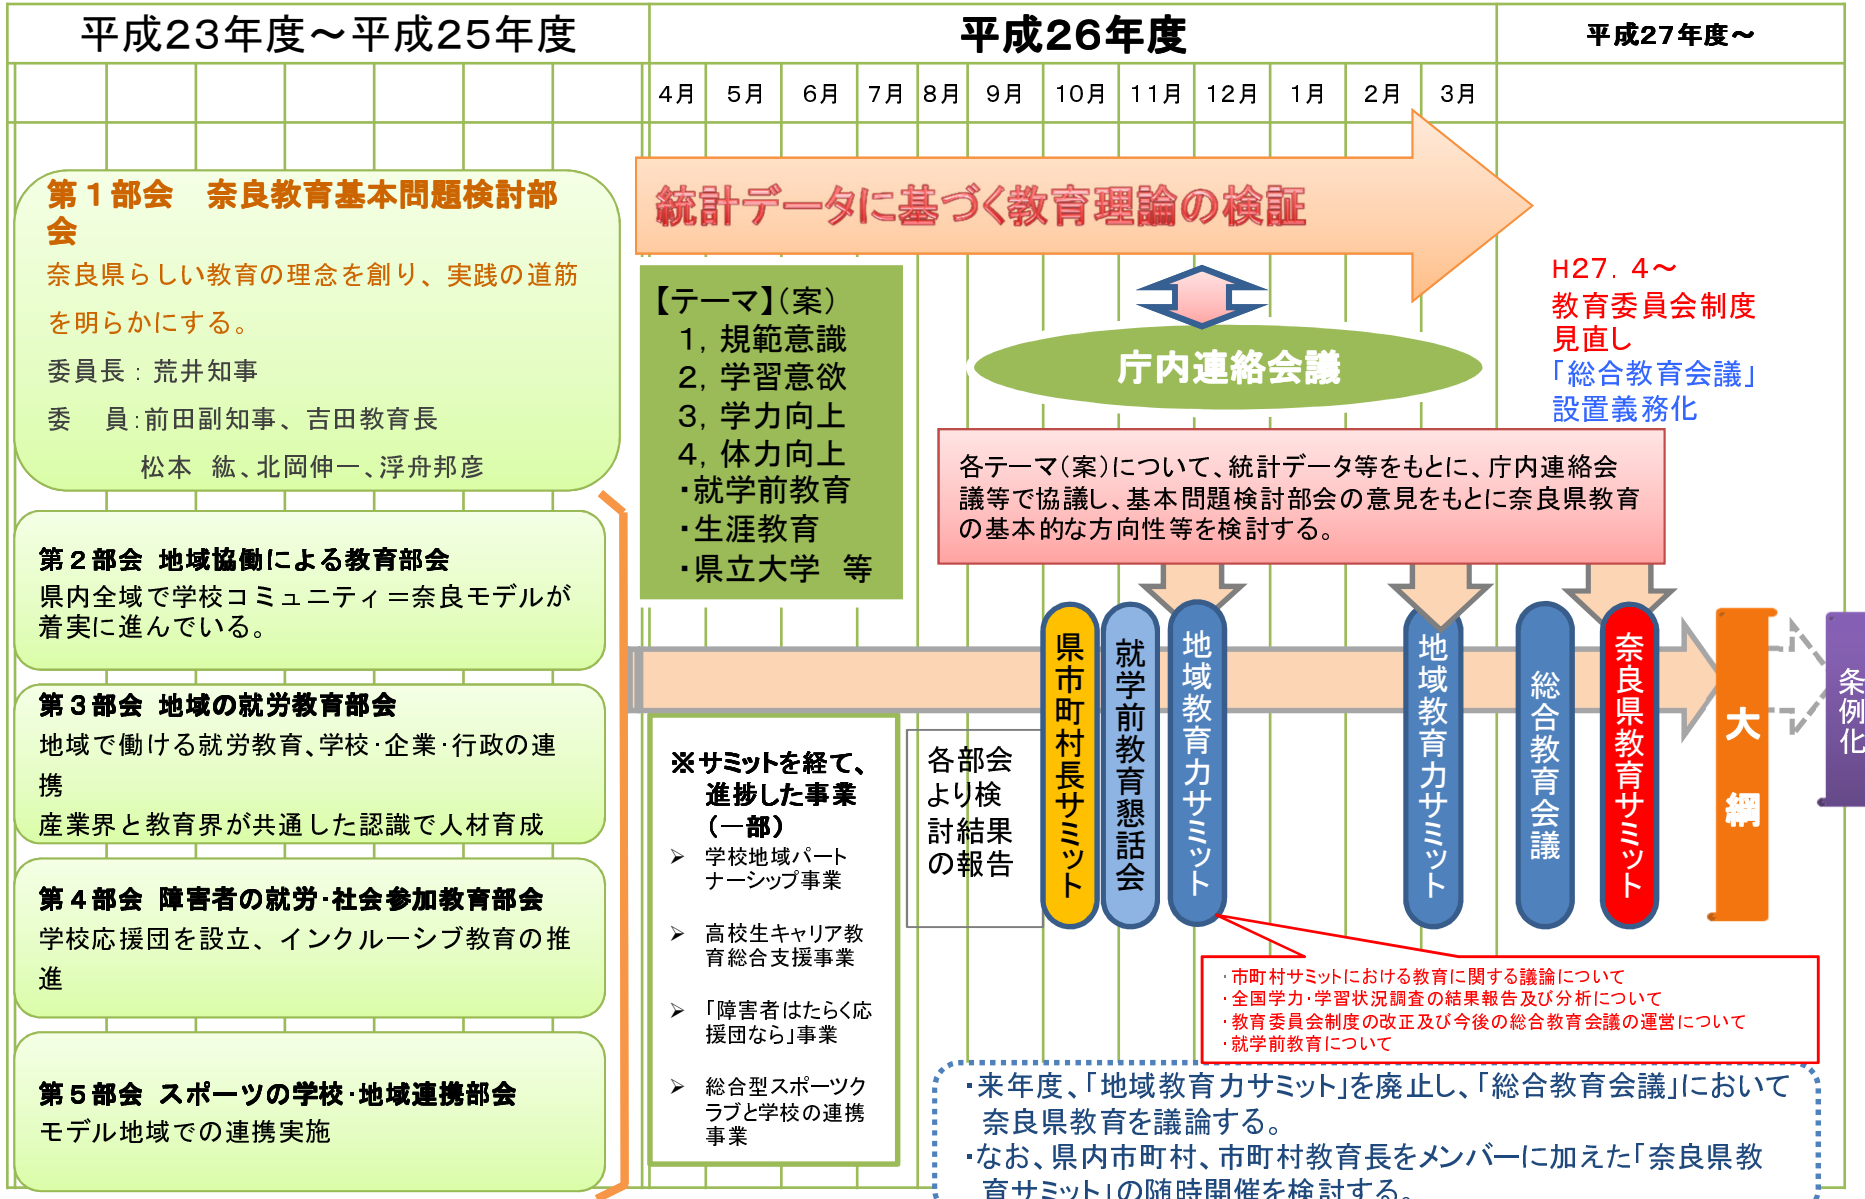 平成23年度～平成25年度
平成26年度
平成27年度～
4月 5月 6月 7月 8月 9月 10月 11月 12月 1月 2月 3月
第1部会　奈良教育基本問題検討部
会
奈良県らしい教育の理念を創り、実践の道筋
を明らかにする。
委員長：荒井知事
委　員：前田副知事、吉田教育長
松本　紘、北岡伸一、浮舟邦彦
第2部会 地域協働による教育部会
県内全域で学校コミュニティ＝奈良モデルが
着実に進んでいる。
第3部会 地域の就労教育部会
地域で働ける就労教育、学校・企業・行政の連
携
産業界と教育界が共通した認識で人材育成
第4部会 障害者の就労・社会参加教育部会
学校応援団を設立、インクルーシブ教育の推
進
第5部会 スポーツの学校・地域連携部会
モデル地域での連携実施
統計データに基づく教育理論の検証
【テーマ】（案）
1，規範意識
2，学習意欲
3，学力向上
4，体力向上
・就学前教育
・生涯教育
・県立大学　等
庁内連絡会議
H27．4～
教育委員会制度
見直し
「総合教育会議」
設置義務化
各テーマ（案）について、統計データ等をもとに、庁内連絡会
議等で協議し、基本問題検討部会の意見をもとに奈良県教育
の基本的な方向性等を検討する。
※サミットを経て、
進捗した事業
（一部）
➢ 学校地域パート
ナーシップ事業
➢ 高校生キャリア教
育総合支援事業
➢ 「障害者はたらく応
援団なら」事業
➢ 総合型スポーツク
ラブと学校の連携
事業
各部会
より検
討結果
の報告
県市町村長サミット
就学前教育懇話会
地域教育力サミット
地域教育力サミット
総合教育会議
奈良県教育サミット
大綱
条例化
・市町村サミットにおける教育に関する議論について
・全国学力・学習状況調査の結果報告及び分析について
・教育委員会制度の改正及び今後の総合教育会議の運営について
・就学前教育について
・来年度、「地域教育力サミット」を廃止し、「総合教育会議」において
奈良県教育を議論する。
・なお、県内市町村、市町村教育長をメンバーに加えた「奈良県教
育サミット」の随時開催を検討する。